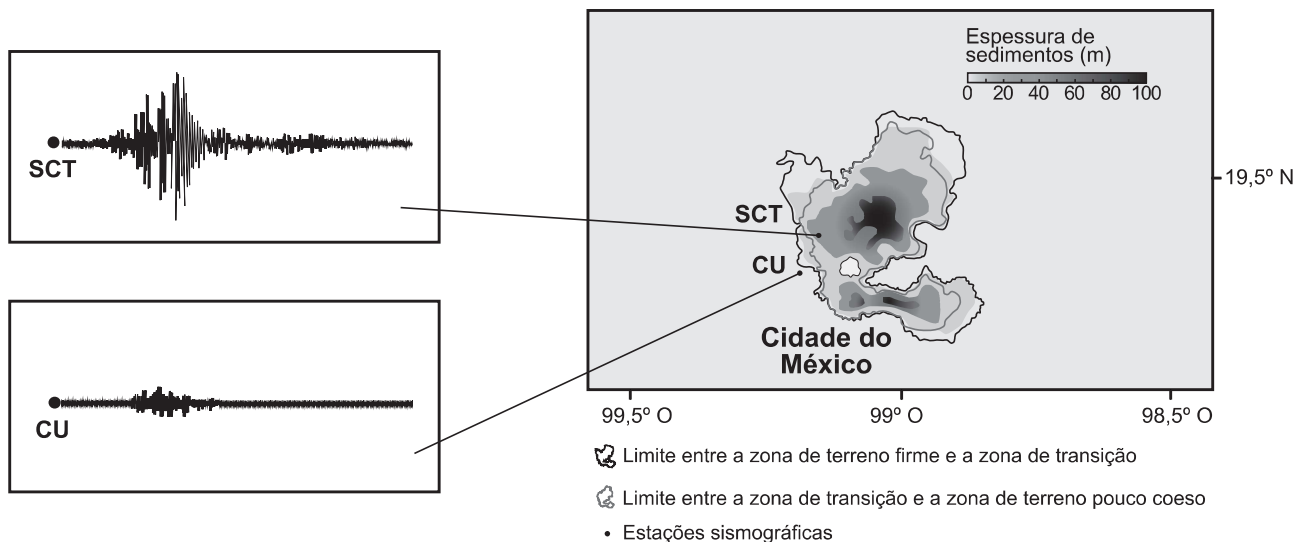 SCT
CU
Espessura de
sedimentos (m)
0 20 40 60 80 100
19,5º N
SCT
CU
Cidade do
México
99,5º O 99º O 98,5º O
Limite entre a zona de terreno firme e a zona de transição
Limite entre a zona de transição e a zona de terreno pouco coeso
Estações sismográficas